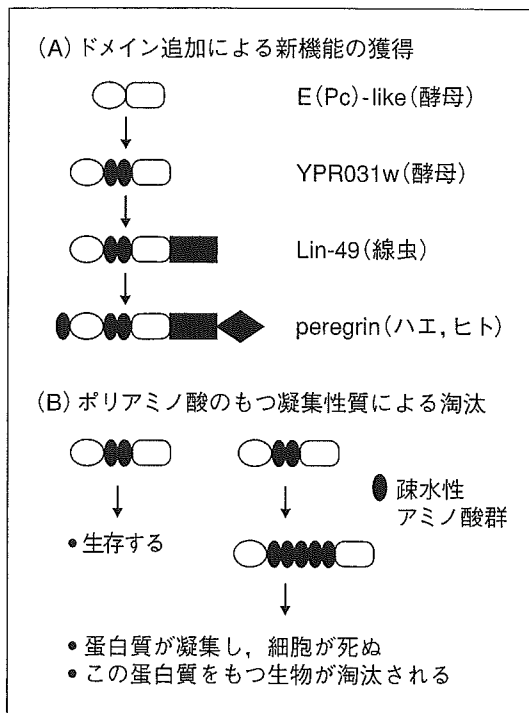 (A) ドメイン追加による新機能の獲得
E(Pc)-like(酵母)
YPR031w(酵母)
Lin-49(線虫)
peregrin(ハエ, ヒト)
(B) ポリアミノ酸のもつ凝集性質による淘汰
疎水性
アミノ酸群
• 生存する
• 蛋白質が凝集し, 細胞が死ぬ
• この蛋白質をもつ生物が淘汰される